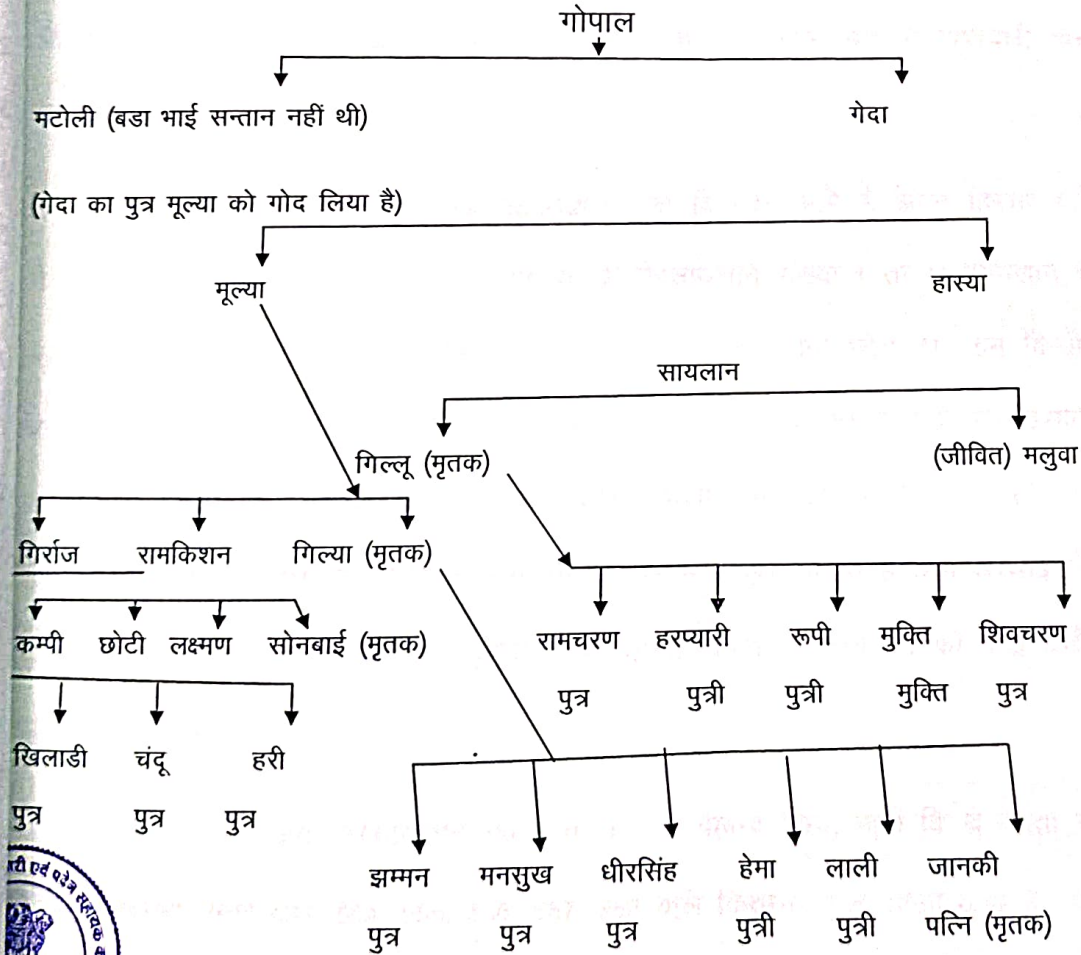 गोपाल
मटोली (बडा भाई सन्तान नहीं थी) गेदा
(गेदा का पुत्र मूल्या को गोद लिया है)
मूल्या हास्या
सायलान
गिल्लू (मृतक) (जीवित) मलुवा
गिर्राज रामकिशन गिल्या (मृतक)
कम्पी छोटी लक्ष्मण सोनबाई (मृतक) रामचरण हरप्यारी रूपी मुक्ति शिवचरण
पुत्र पुत्री पुत्री मुक्ति पुत्र
खिलाडी चंदू हरी
पुत्र पुत्र पुत्र
झम्मन मनसुख धीरसिंह हेमा लाली जानकी
पुत्र पुत्र पुत्र पुत्री पुत्री पत्नि (मृतक)